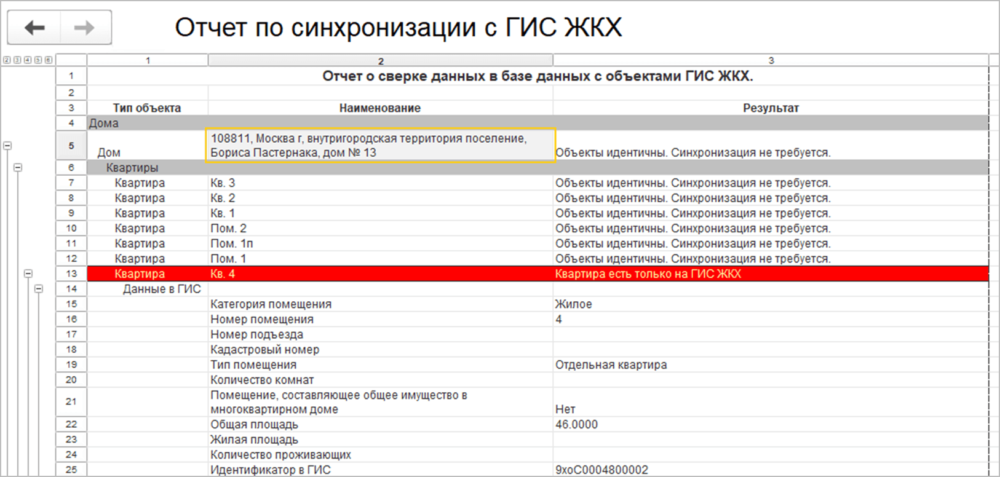 Отчет по синхронизации с ГИС ЖКХ
2 3 4 5 6 1 2 3
1 Отчет о сверке данных в базе данных с объектами ГИС ЖКХ.
2
3 Тип объекта Наименование Результат
4 Дома
108811, Москва г, внутригородская территория поселение,
5 Дом Бориса Пастернака, дом № 13 Объекты идентичны. Синхронизация не требуется.
6 Квартиры
7 Квартира Кв. 3 Объекты идентичны. Синхронизация не требуется.
8 Квартира Кв. 2 Объекты идентичны. Синхронизация не требуется.
9 Квартира Кв. 1 Объекты идентичны. Синхронизация не требуется.
10 Квартира Пом. 2 Объекты идентичны. Синхронизация не требуется.
11 Квартира Пом. 1п Объекты идентичны. Синхронизация не требуется.
12 Квартира Пом. 1 Объекты идентичны. Синхронизация не требуется.
13 Квартира Кв. 4 Квартира есть только на ГИС ЖКХ
14 Данные в ГИС
15 Категория помещения Жилое
16 Номер помещения 4
17 Номер подъезда
18 Кадастровый номер
19 Тип помещения Отдельная квартира
20 Количество комнат
Помещение, составляющее общее имущество в
21 многоквартирном доме Нет
22 Общая площадь 46.0000
23 Жилая площадь
24 Количество проживающих
25 Идентификатор в ГИС 9хоС0004800002